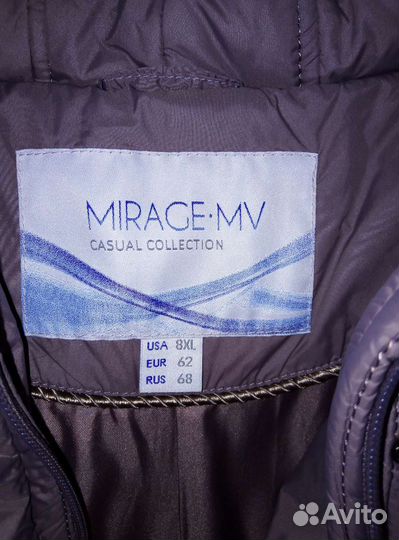 MIRAGE·MV
CASUAL COLLECTION
USA 8XL
EUR 62
RUS 68
Avito